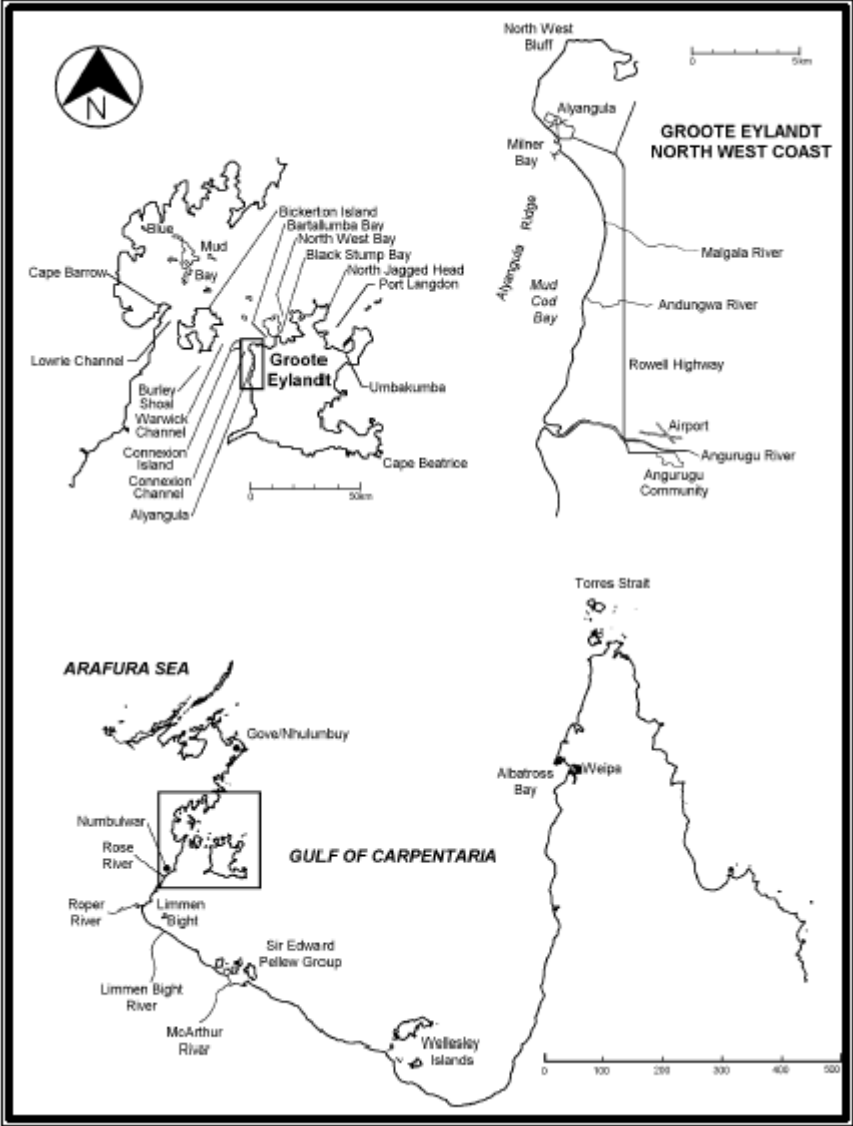 North West
Bluff
0
5km
Alyangula
GROOTE EYLANDT
NORTH WEST COAST
Milner
Bay
Alyangula Ridge
Malgala River
Mud
Cod
Bay
Andungwa River
Rowell Highway
Airport
Angurugu River
Angurugu
Community
N
Blue
Mud
Bay
Bickerton Island
Bartallumba Bay
North West Bay
Black Stump Bay
North Jagged Head
Port Langdon
Cape Barrow
Lowrie Channel
Groote
Eylandt
Umbakumba
Burley
Shoal
Warwick
Channel
Connexion
Island
Connexion
Channel
Alyangula
Cape Beatrice
0
50km
Torres Strait
ARAFURA SEA
Gove/Nhulumbuy
Albatross
Bay
Weipa
Numbulwar
Rose
River
GULF OF CARPENTARIA
Roper
River
Limmen
Bight
Sir Edward
Pellew Group
Limmen Bight
River
McArthur
River
Wellesley
Islands
0 100 200 300 400 500